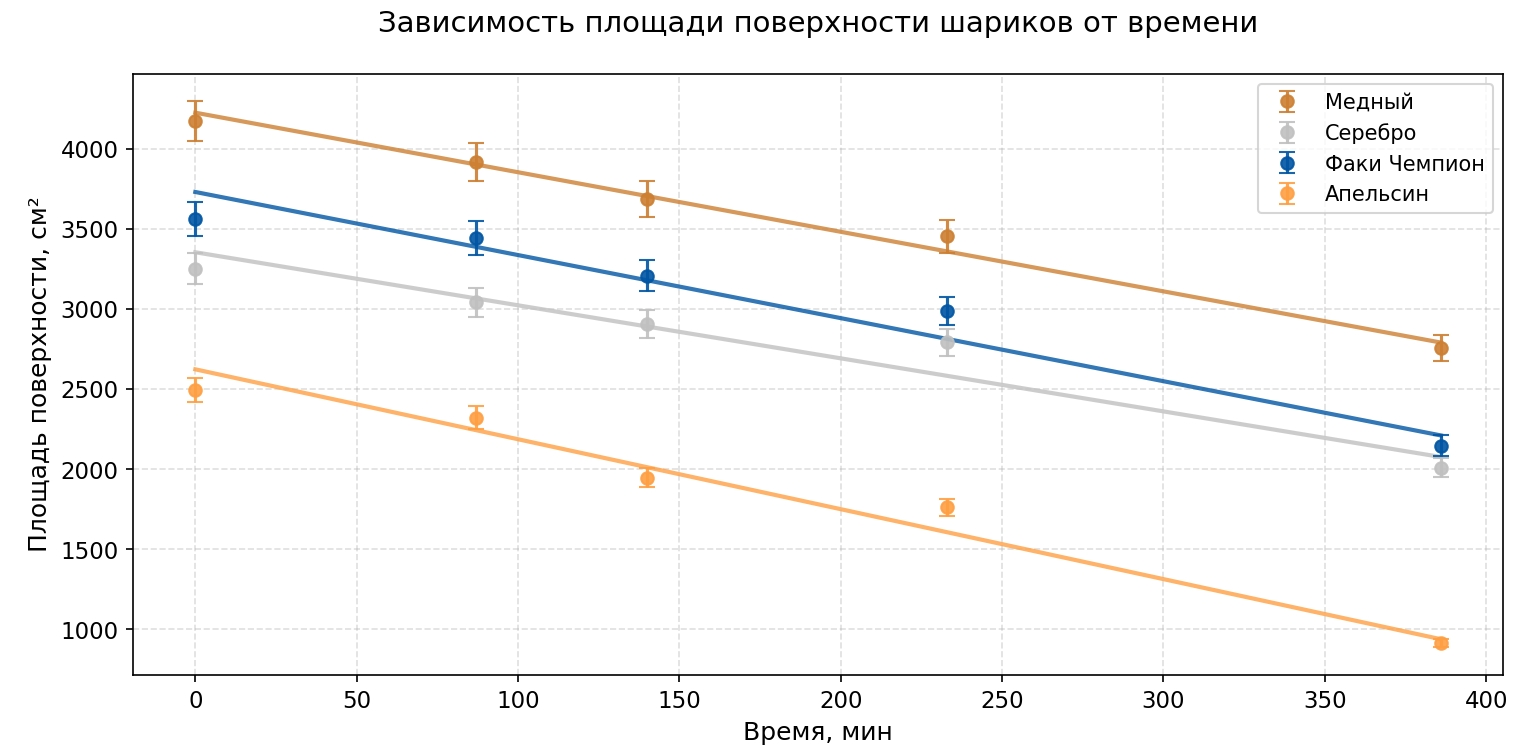 Зависимость площади поверхности шариков от времени
Медный
Серебро
Факи Чемпион
Апельсин
Площадь поверхности, см²
4000
3500
3000
2500
2000
1500
1000
0 50 100 150 200 250 300 350 400
Время, мин